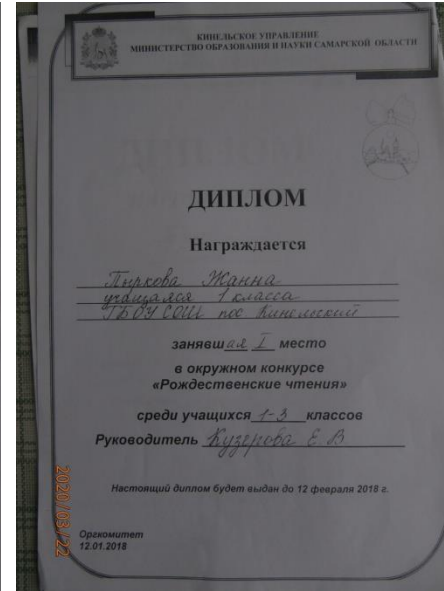 КИНЕЛЬСКОЕ УПРАВЛЕНИЕ
МИНИСТЕРСТВО ОБРАЗОВАНИЯ И НАУКИ САМАРСКОЙ ОБЛАСТИ
ДИПЛОМ
Награждается
Тыркова Жанна
учащаяся 1 класса
ГБОУ СОШ пос Кинельский
занявшая I место
в окружном конкурсе
«Рождественские чтения»
среди учащихся 1-3 классов
Руководитель Кузерова Е В
Настоящий диплом будет выдан до 12 февраля 2018 г.
Оргкомитет
12.01.2018
2020/03/22